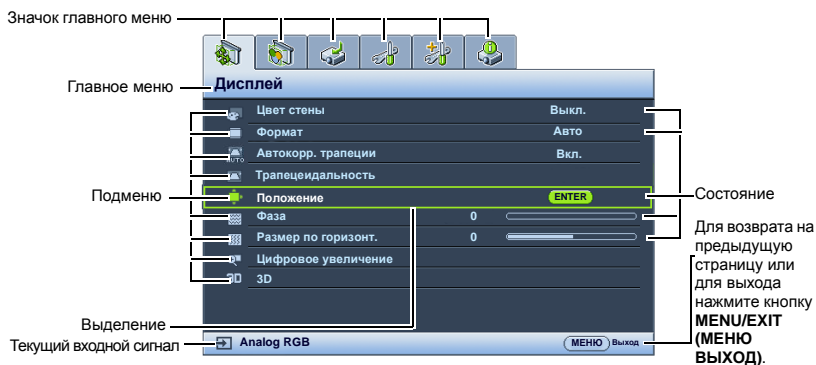 Значок главного меню
Главное меню
Дисплей
Цвет стены Выкл.
Формат Авто
AUTO Автокорр. трапеции Вкл.
Трапецеидальность
Подменю
Положение ENTER
Состояние
Фаза 0
Размер по горизонт. 0
Цифровое увеличение
3D 3D
Для возврата на
предыдущую
страницу или
для выхода
нажмите кнопку
MENU/EXIT
(МЕНЮ
ВЫХОД).
Выделение
Текущий входной сигнал
Analog RGB МЕНЮ Выход